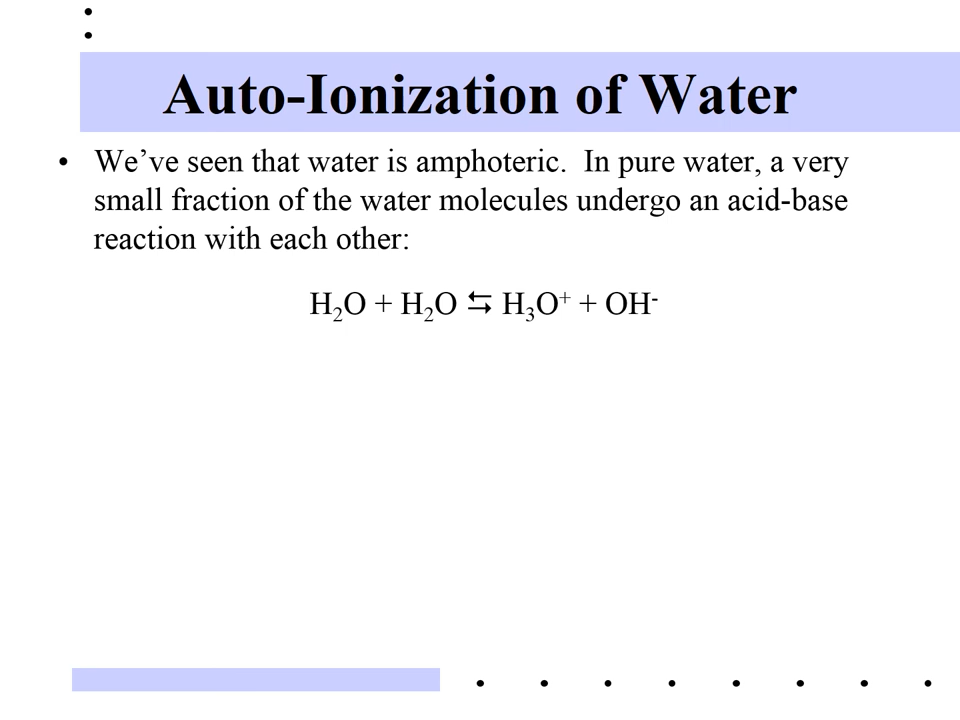 Auto-Ionization of Water
• We’ve seen that water is amphoteric.  In pure water, a very
small fraction of the water molecules undergo an acid-base
reaction with each other:
H₂O + H₂O ⇆ H₃O⁺ + OH⁻